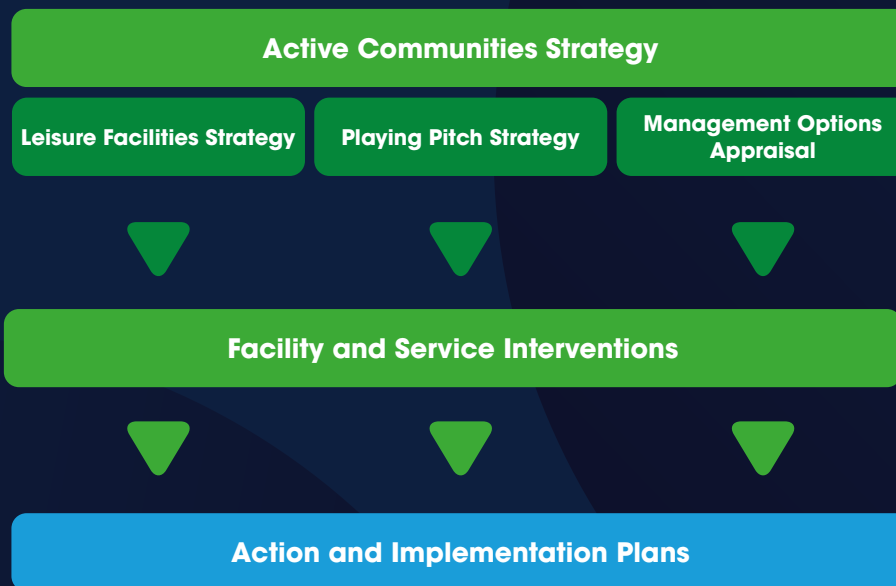 Active Communities Strategy
Leisure Facilities Strategy
Playing Pitch Strategy
Management Options
Appraisal
Facility and Service Interventions
Action and Implementation Plans